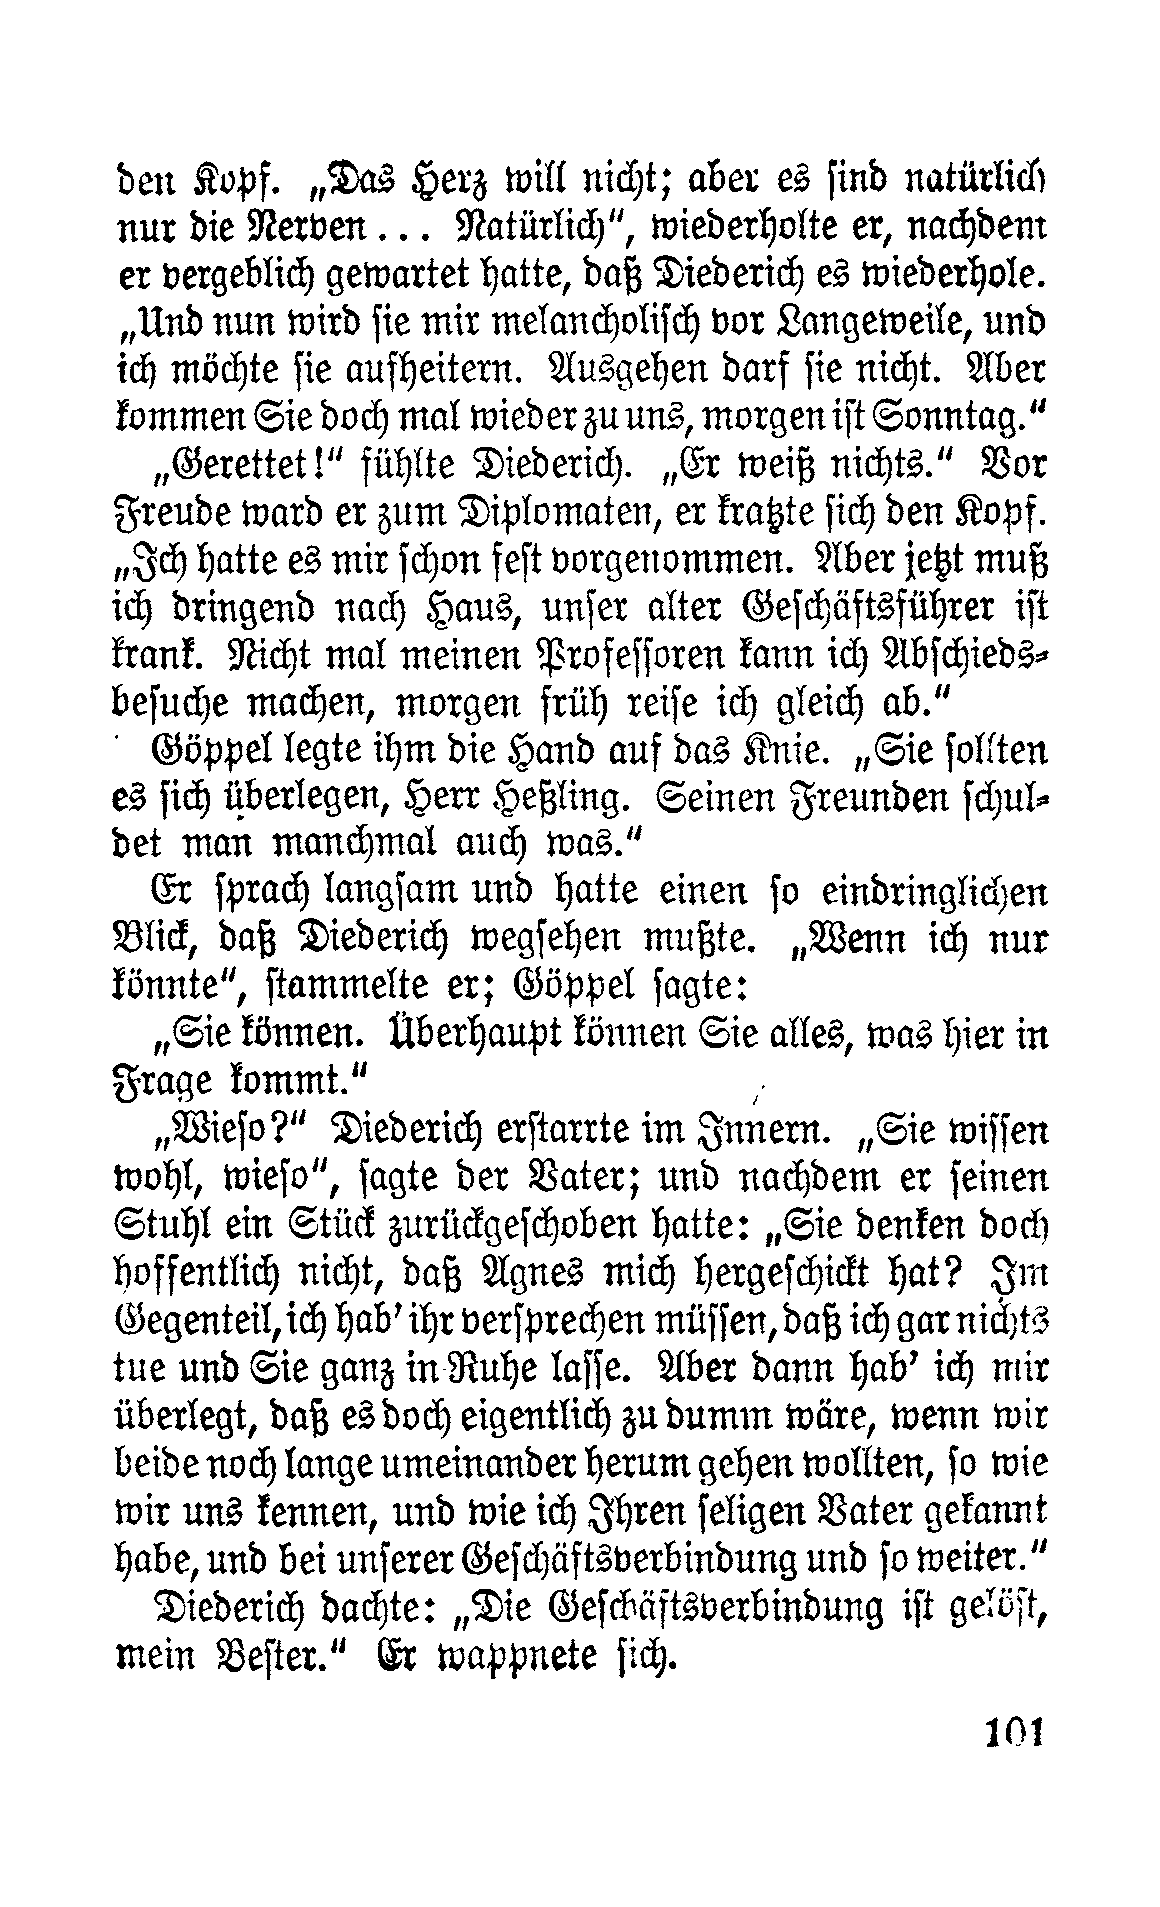 den Kopf. „Das Herz will nicht; aber es sind natürlich
nur die Nerven... Natürlich“, wiederholte er, nachdem
er vergeblich gewartet hatte, daß Diederich es wiederhole.
„Und nun wird sie mir melancholisch vor Langeweile, und
ich möchte sie aufheitern. Ausgehen darf sie nicht. Aber
kommen Sie doch mal wieder zu uns, morgen ist Sonntag.“
„Gerettet!“ fühlte Diederich. „Er weiß nichts.“ Vor
Freude ward er zum Diplomaten, er kratzte sich den Kopf.
„Ich hatte es mir schon fest vorgenommen. Aber jetzt muß
ich dringend nach Haus, unser alter Geschäftsführer ist
krank. Nicht mal meinen Professoren kann ich Abschieds-
besuche machen, morgen früh reise ich gleich ab.“
Göppel legte ihm die Hand auf das Knie. „Sie sollten
es sich überlegen, Herr Heßling. Seinen Freunden schul-
det man manchmal auch was.“
Er sprach langsam und hatte einen so eindringlichen
Blick, daß Diederich wegsehen mußte. „Wenn ich nur
könnte“, stammelte er; Göppel sagte:
„Sie können. Überhaupt können Sie alles, was hier in
Frage kommt.“
„Wieso?“ Diederich erstarrte im Innern. „Sie wissen
wohl, wieso“, sagte der Vater; und nachdem er seinen
Stuhl ein Stück zurückgeschoben hatte: „Sie denken doch
hoffentlich nicht, daß Agnes mich hergeschickt hat? Im
Gegenteil, ich hab' ihr versprechen müssen, daß ich gar nichts
tue und Sie ganz in Ruhe lasse. Aber dann hab' ich mir
überlegt, daß es doch eigentlich zu dumm wäre, wenn wir
beide noch lange umeinander herum gehen wollten, so wie
wir uns kennen, und wie ich Ihren seligen Vater gekannt
habe, und bei unserer Geschäftsverbindung und so weiter.“
Diederich dachte: „Die Geschäftsverbindung ist gelöst,
mein Bester.“ Er wappnete sich.
101